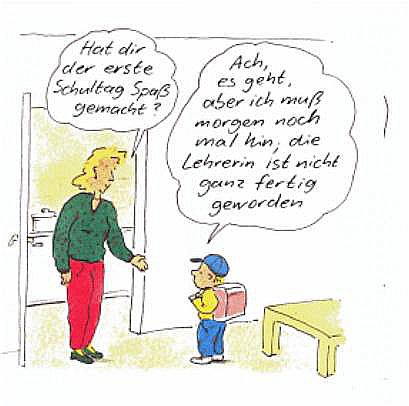 Hat dir
der erste
Schultag Spaß
gemacht?
Ach,
es geht,
aber ich muß
morgen noch
mal hin, die
Lehrerin ist nicht
ganz fertig
geworden